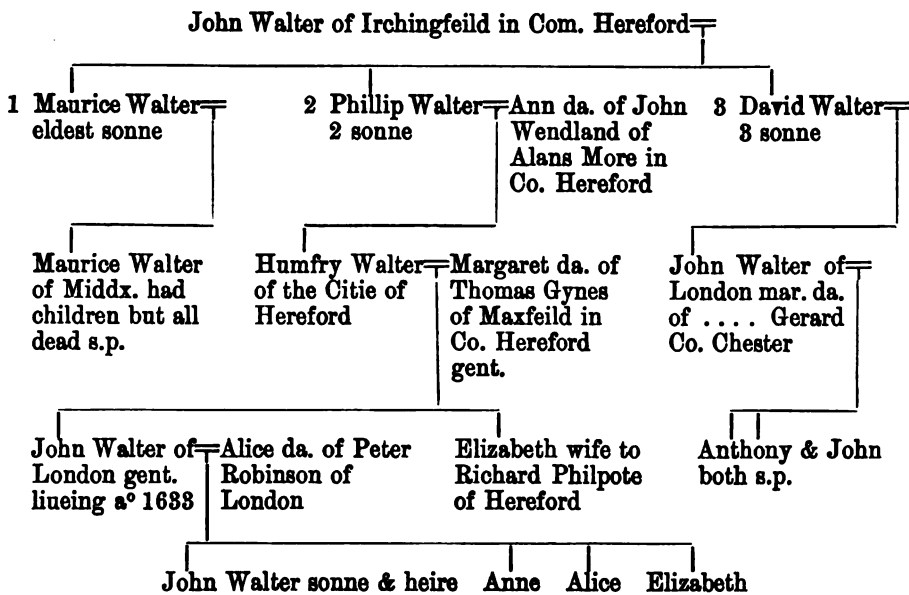 John Walter of Irchingfeild in Com. Hereford
1 Maurice Walter
eldest sonne
2 Phillip Walter
2 sonne
Ann da. of John
Wendland of
Alans More in
Co. Hereford
3 David Walter
3 sonne
Maurice Walter
of Middx. had
children but all
dead s.p.
Humfry Walter
of the Citie of
Hereford
Margaret da. of
Thomas Gynes
of Maxfeild in
Co. Hereford
gent.
John Walter of
London mar. da.
of .... Gerard
Co. Chester
John Walter of
London gent.
liueing aº 1633
Alice da. of Peter
Robinson of
London
Elizabeth wife to
Richard Philpote
of Hereford
Anthony & John
both s.p.
John Walter sonne & heire
Anne
Alice
Elizabeth